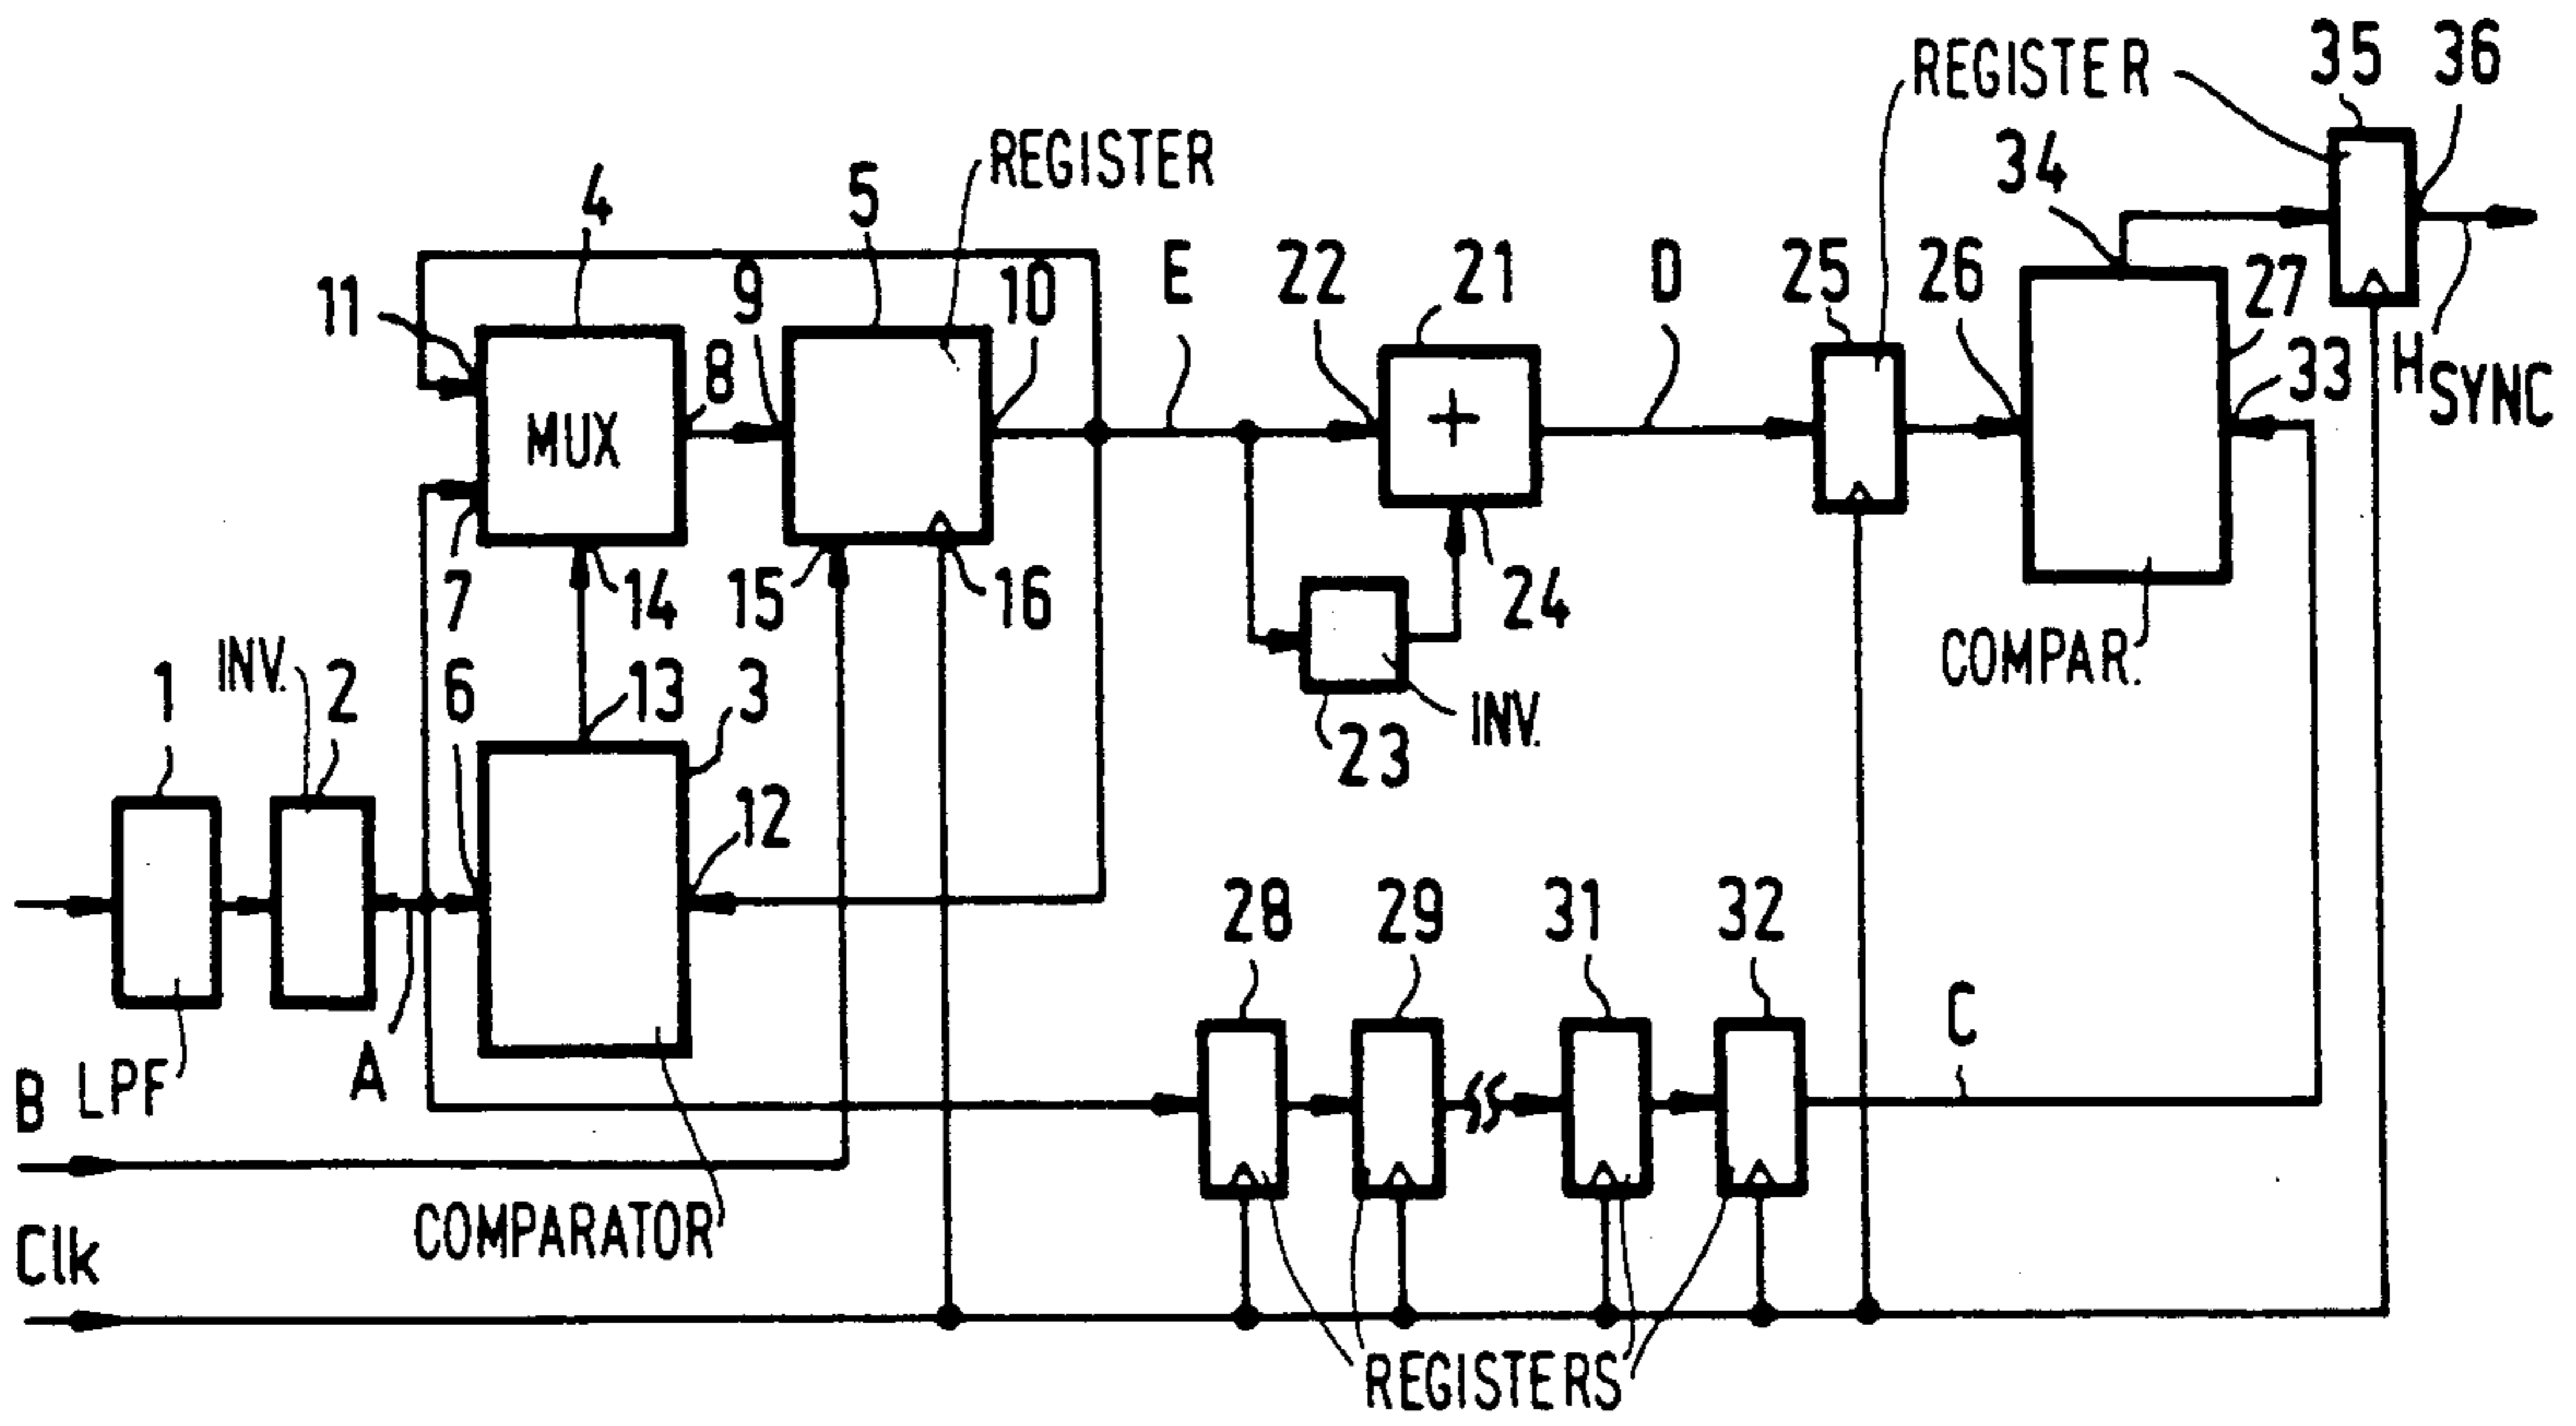 REGISTER
35
36
34
REGISTER
4
5
11
9
10
E
22
21
D
25
26
27
33
HSYNC
8
MUX
+
7
14
15
16
24
COMPAR.
INV.
1
2
6
13
3
23
INV.
12
28
29
31
32
C
B
LPF
A
COMPARATOR
Clk
REGISTERS